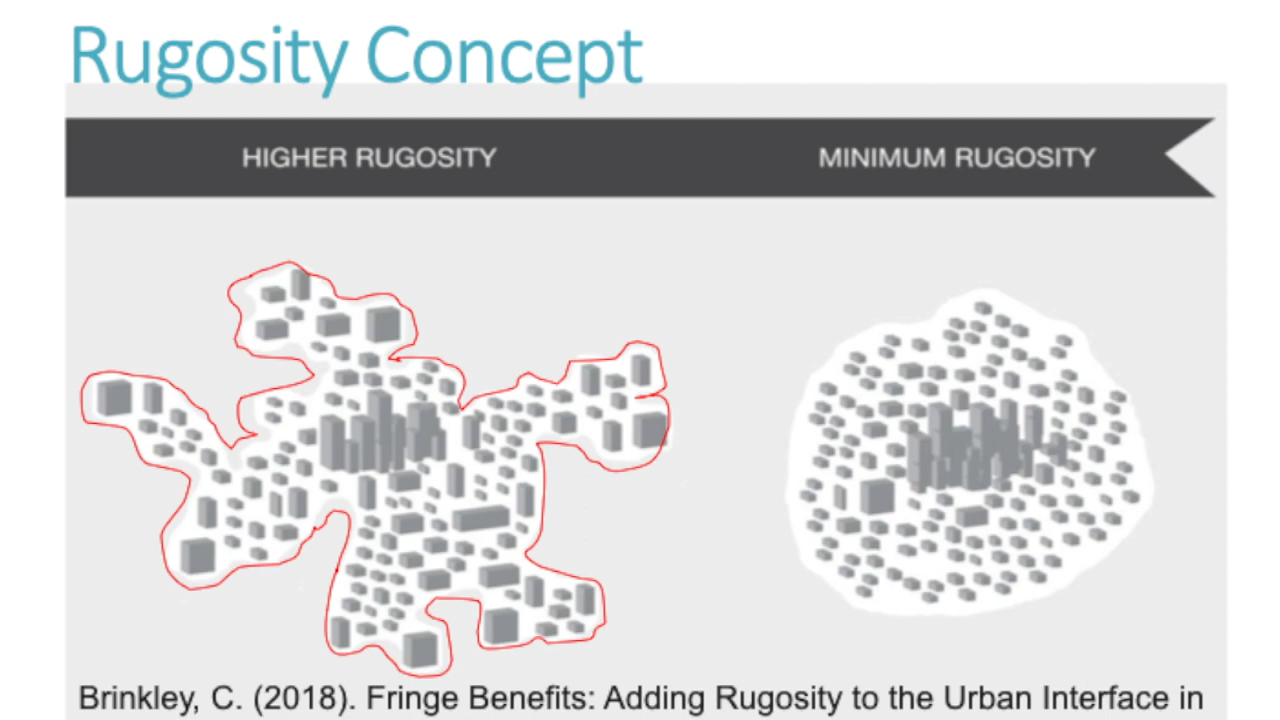 Rugosity Concept
HIGHER RUGOSITY
MINIMUM RUGOSITY
Brinkley, C. (2018). Fringe Benefits: Adding Rugosity to the Urban Interface in